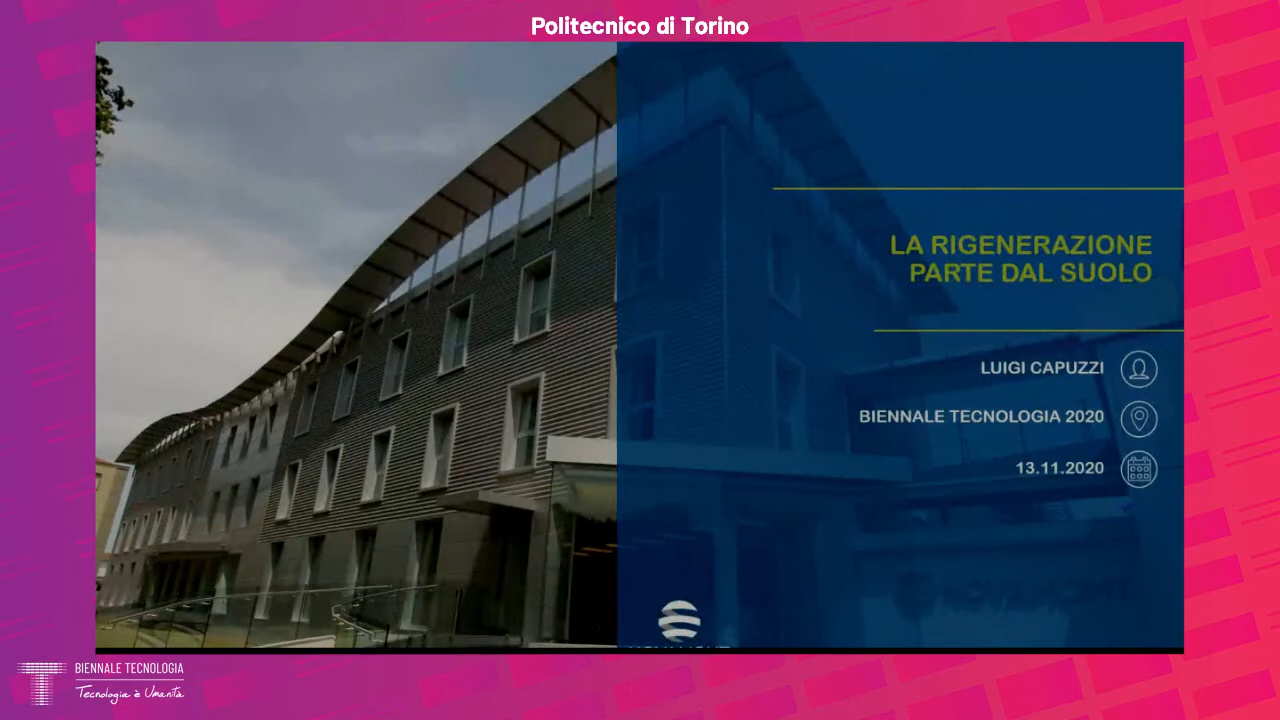 Politecnico di Torino
LA RIGENERAZIONE
PARTE DAL SUOLO
LUIGI CAPUZZI
BIENNALE TECNOLOGIA 2020
13.11.2020
BIENNALE TECNOLOGIA
Tecnologia è Umanità